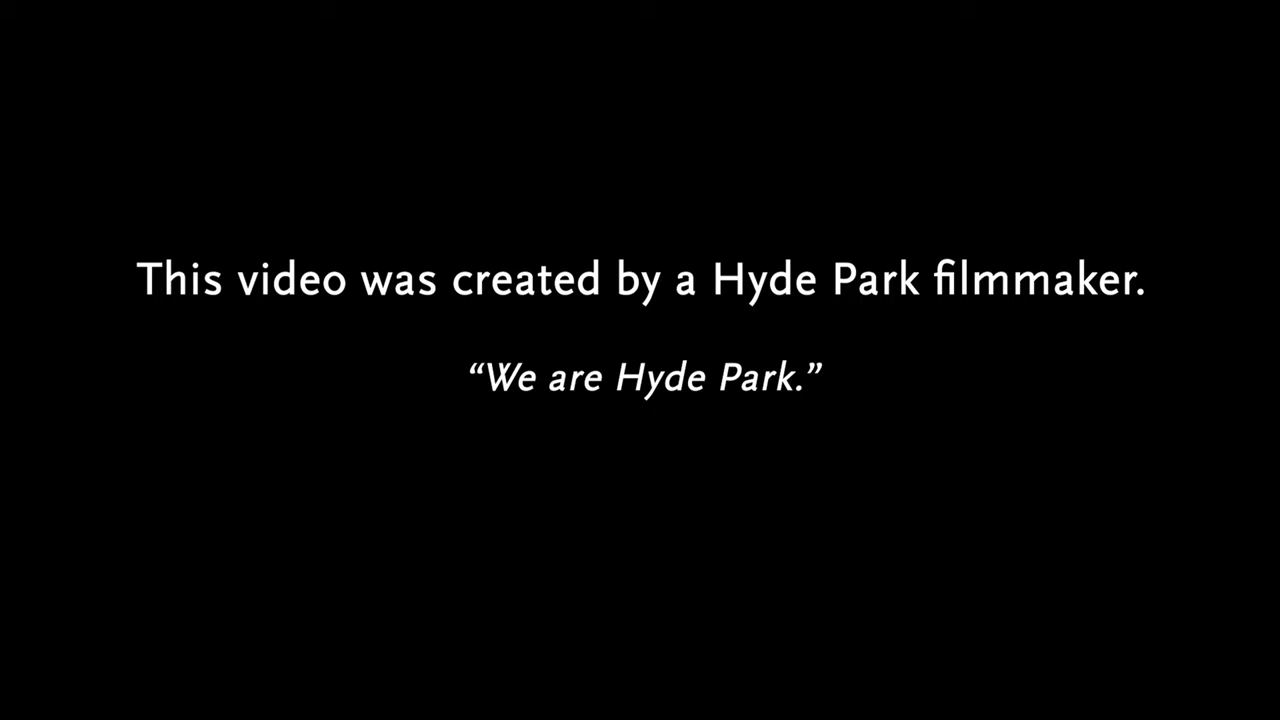 This video was created by a Hyde Park filmmaker.
“We are Hyde Park.”